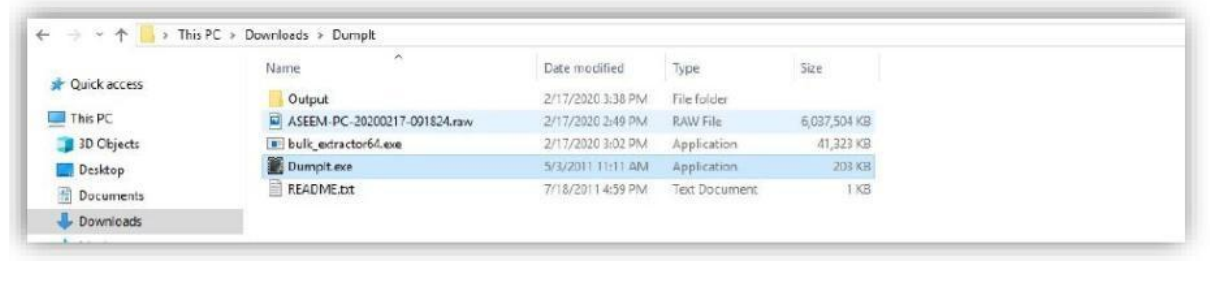 This PC > Downloads > DumpIt
Name Date modified Type Size
Quick access
Output 2/17/2020 3:38 PM File folder
This PC
ASEEM-PC-20200217-091824.raw 2/17/2020 2:49 PM RAW File 6,037,504 KB
3D Objects
bulk_extractor64.exe 2/17/2020 3:02 PM Application 41,323 KB
Desktop
DumpIt.exe 5/3/2011 11:11 AM Application 203 KB
Documents
README.txt 7/18/2011 4:59 PM Text Document 1 KB
Downloads